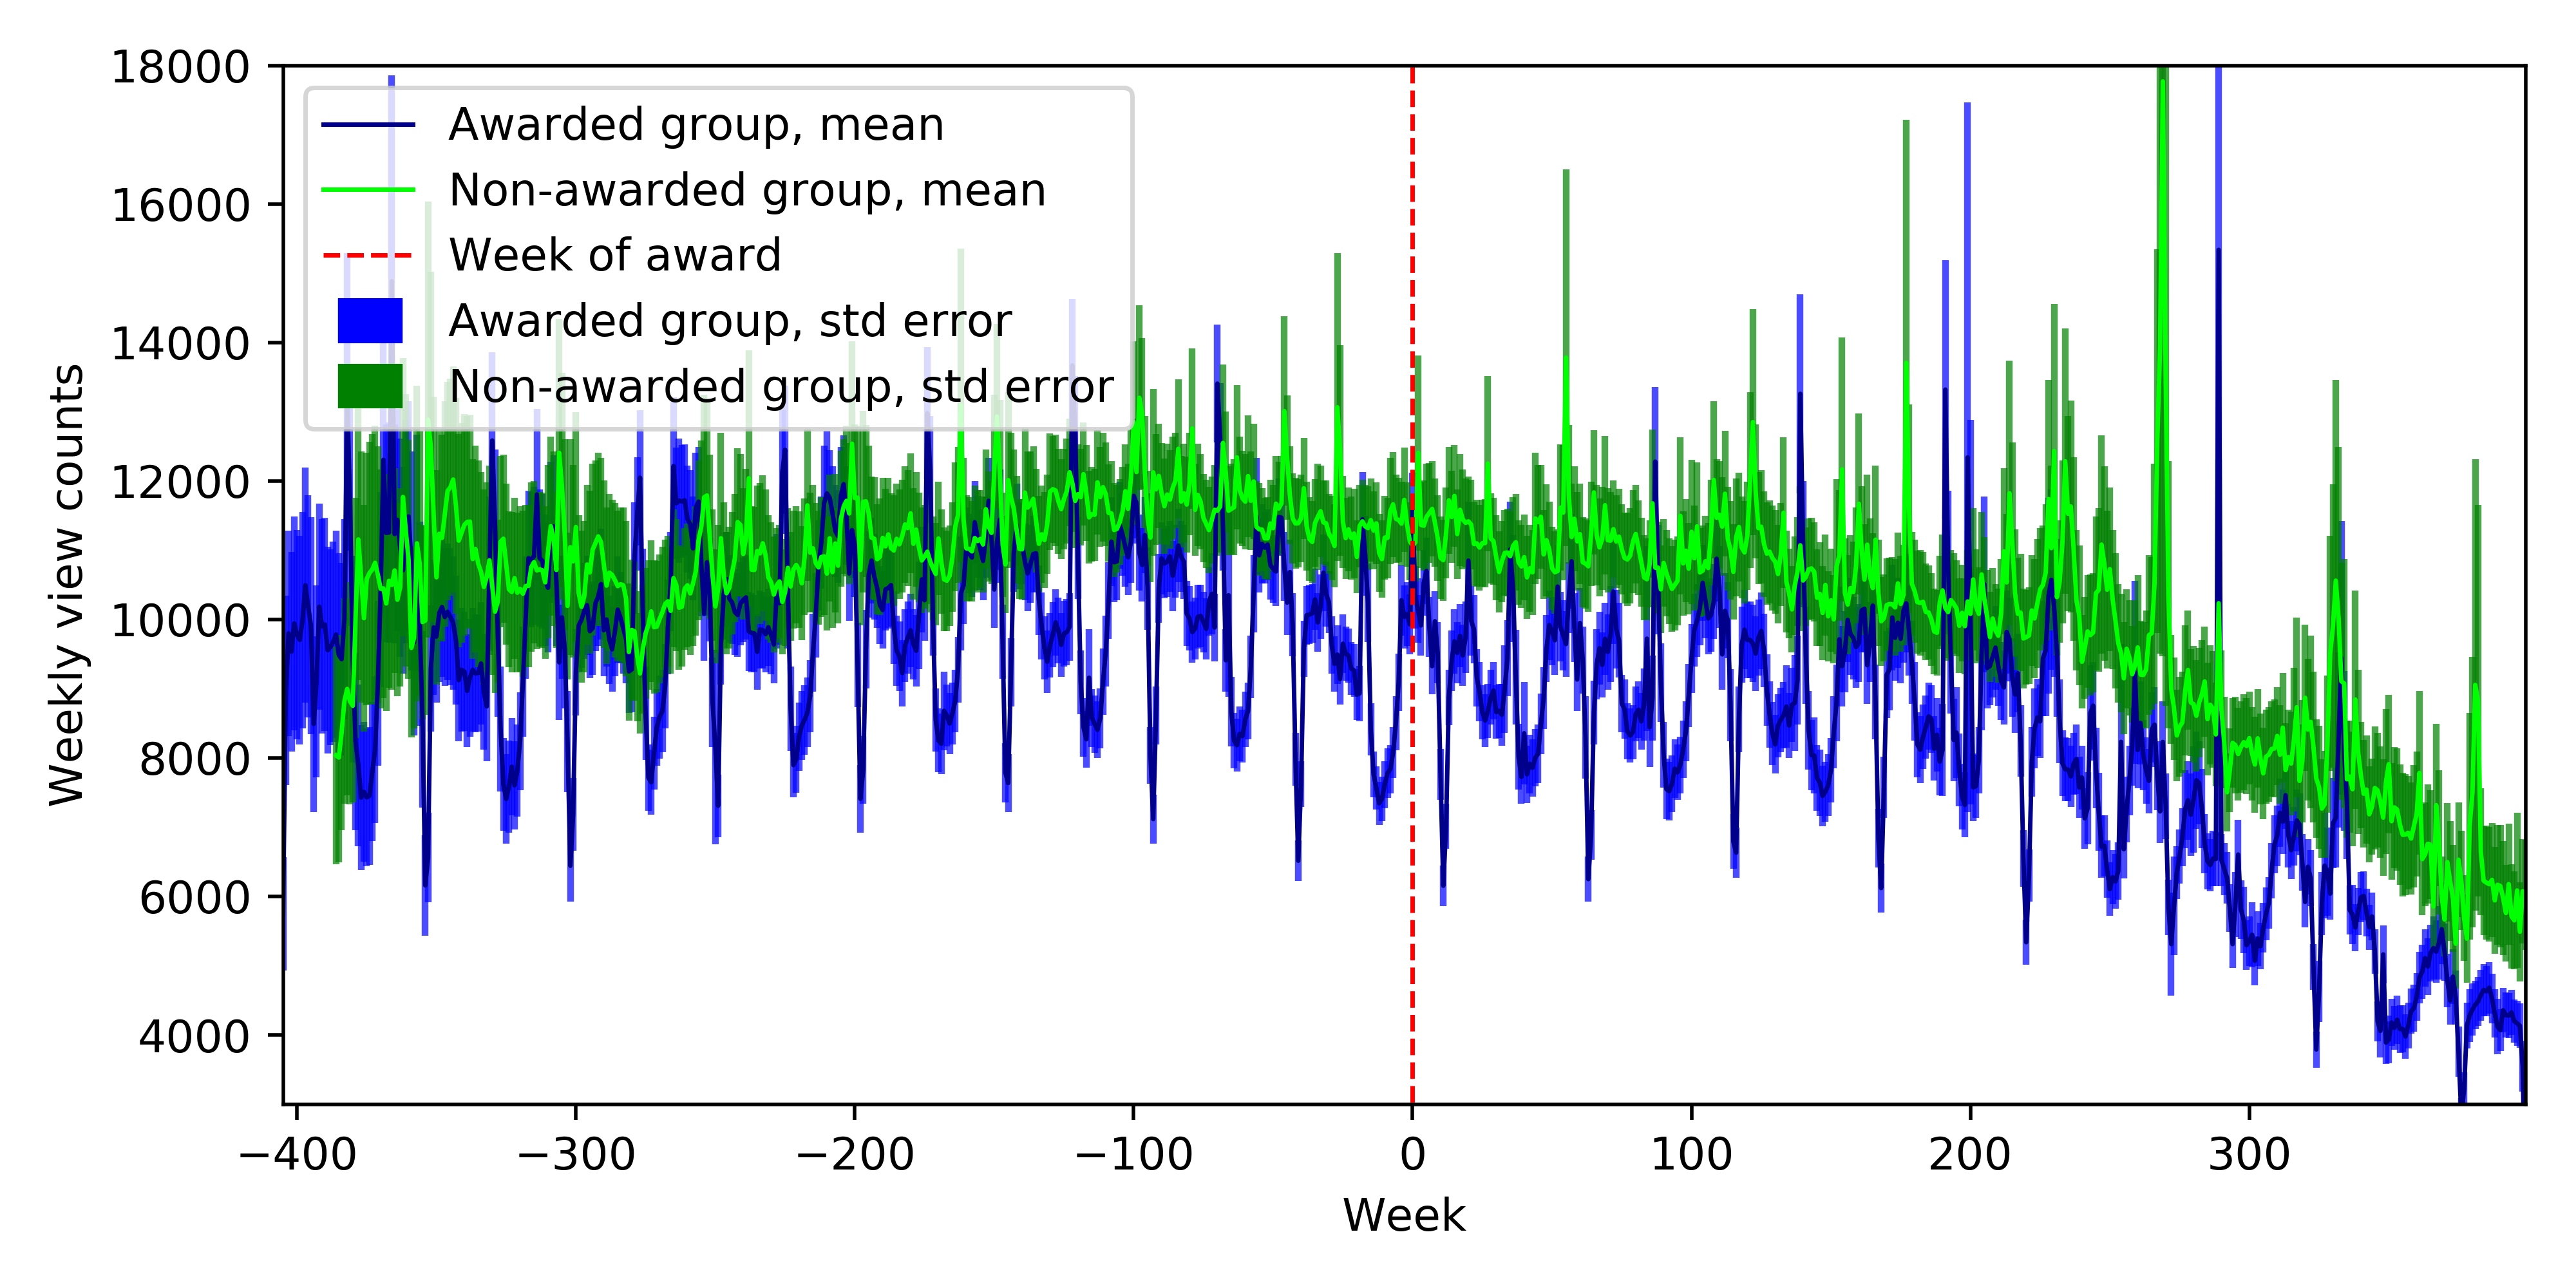 18000
16000
14000
12000
10000
8000
6000
4000
Weekly view counts
Awarded group, mean
Non-awarded group, mean
Week of award
Awarded group, std error
Non-awarded group, std error
−400 −300 −200 −100 0 100 200 300
Week